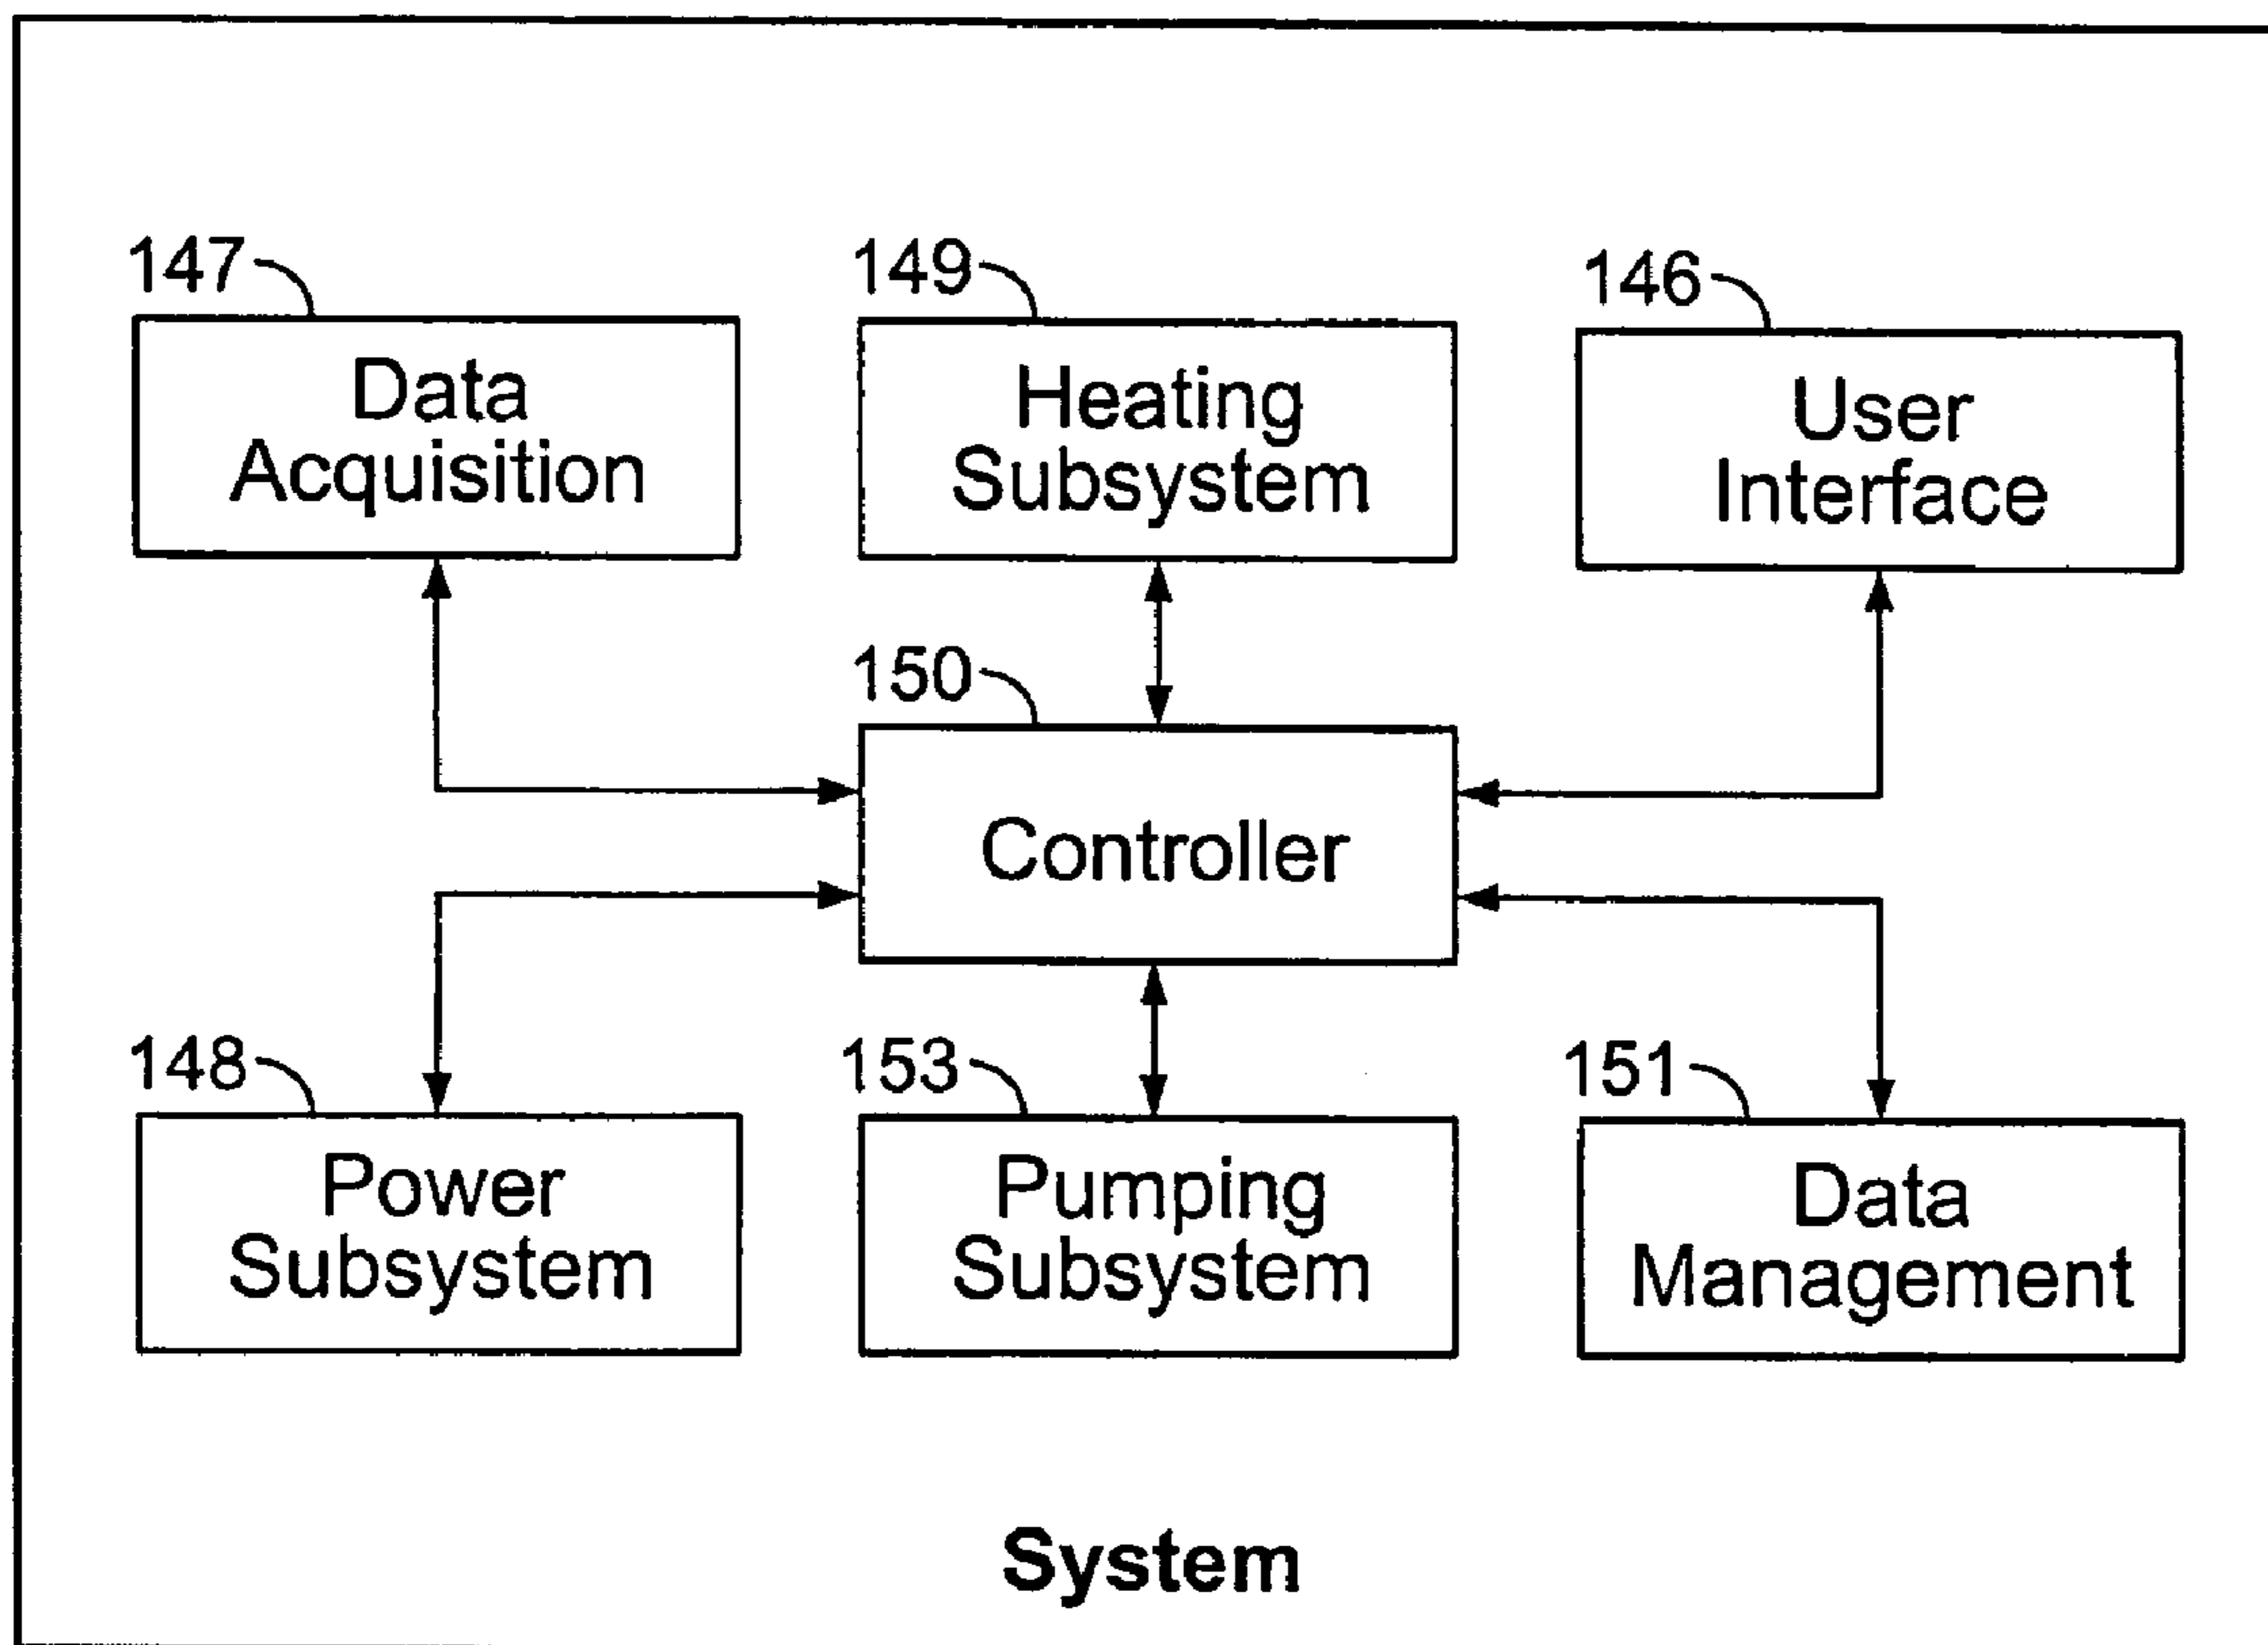 147
149
146
Data
Acquisition
Heating
Subsystem
User
Interface
150
Controller
148
153
151
Power
Subsystem
Pumping
Subsystem
Data
Management
System